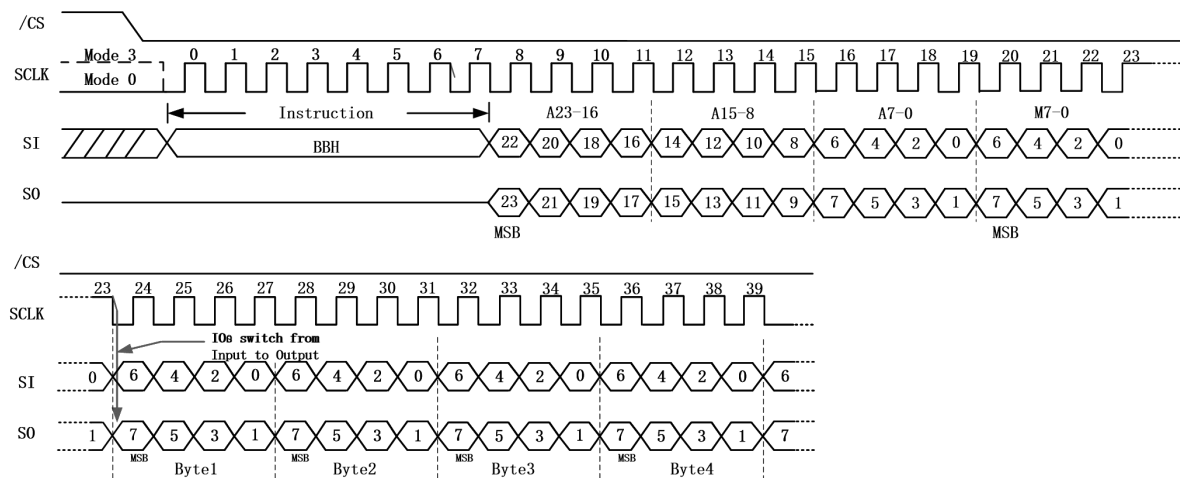 /CS
Mode 3
0 1 2 3 4 5 6 7 8 9 10 11 12 13 14 15 16 17 18 19 20 21 22 23
SCLK
Mode 0
Instruction A23-16 A15-8 A7-0 M7-0
SI BBH 22 20 18 16 14 12 10 8 6 4 2 0 6 4 2 0
SO 23 21 19 17 15 13 11 9 7 5 3 1 7 5 3 1
MSB MSB
/CS
23 24 25 26 27 28 29 30 31 32 33 34 35 36 37 38 39
SCLK
IOs switch from
Input to Output
SI 0 6 4 2 0 6 4 2 0 6 4 2 0 6 4 2 0 6
SO 1 7 5 3 1 7 5 3 1 7 5 3 1 7 5 3 1 7
MSB MSB MSB MSB
Byte1 Byte2 Byte3 Byte4